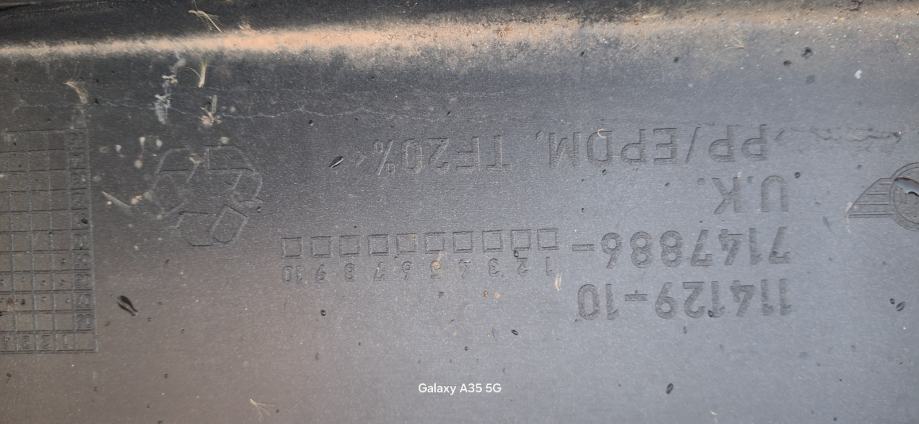 114129-10
1 2 3 4 5 6 7 8 9 10
7147886-
U.K.
>PP/EPDM, TF20%<
Galaxy A35 5G